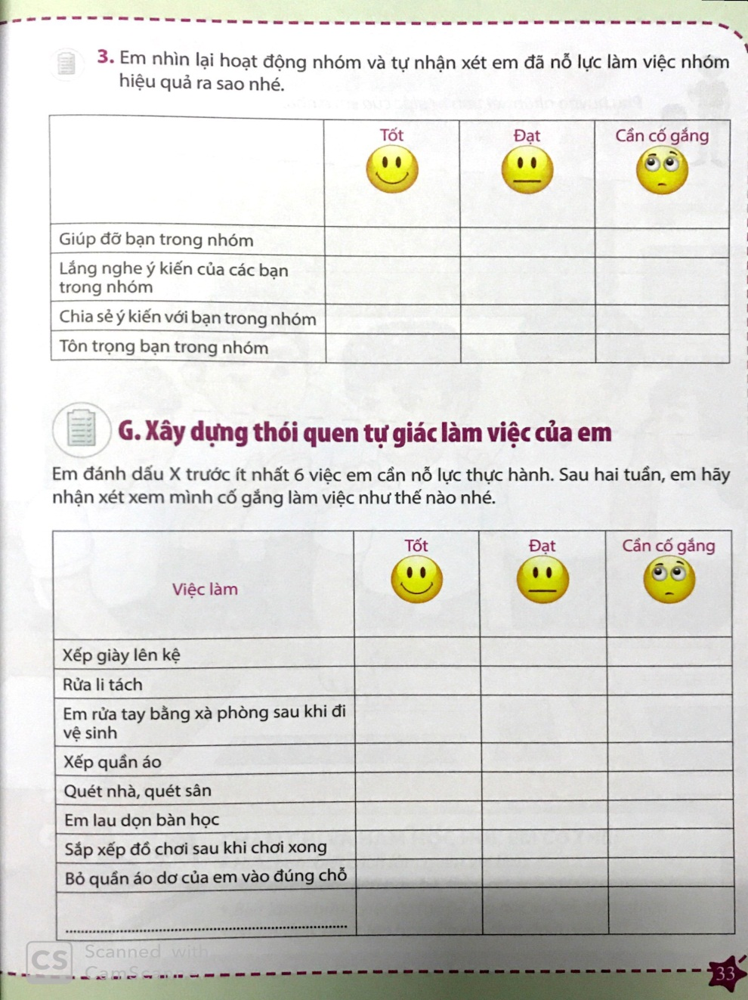 3. Em nhìn lại hoạt động nhóm và tự nhận xét em đã nỗ lực làm việc nhóm
hiệu quả ra sao nhé.
Tốt
Đạt
Cần cố gắng
Giúp đỡ bạn trong nhóm
Lắng nghe ý kiến của các bạn
trong nhóm
Chia sẻ ý kiến với bạn trong nhóm
Tôn trọng bạn trong nhóm
G. Xây dựng thói quen tự giác làm việc của em
Em đánh dấu X trước ít nhất 6 việc em cần nỗ lực thực hành. Sau hai tuần, em hãy
nhận xét xem mình cố gắng làm việc như thế nào nhé.
Việc làm
Tốt
Đạt
Cần cố gắng
Xếp giày lên kệ
Rửa li tách
Em rửa tay bằng xà phòng sau khi đi
vệ sinh
Xếp quần áo
Quét nhà, quét sân
Em lau dọn bàn học
Sắp xếp đồ chơi sau khi chơi xong
Bỏ quần áo dơ của em vào đúng chỗ
CS
Scanned with
33